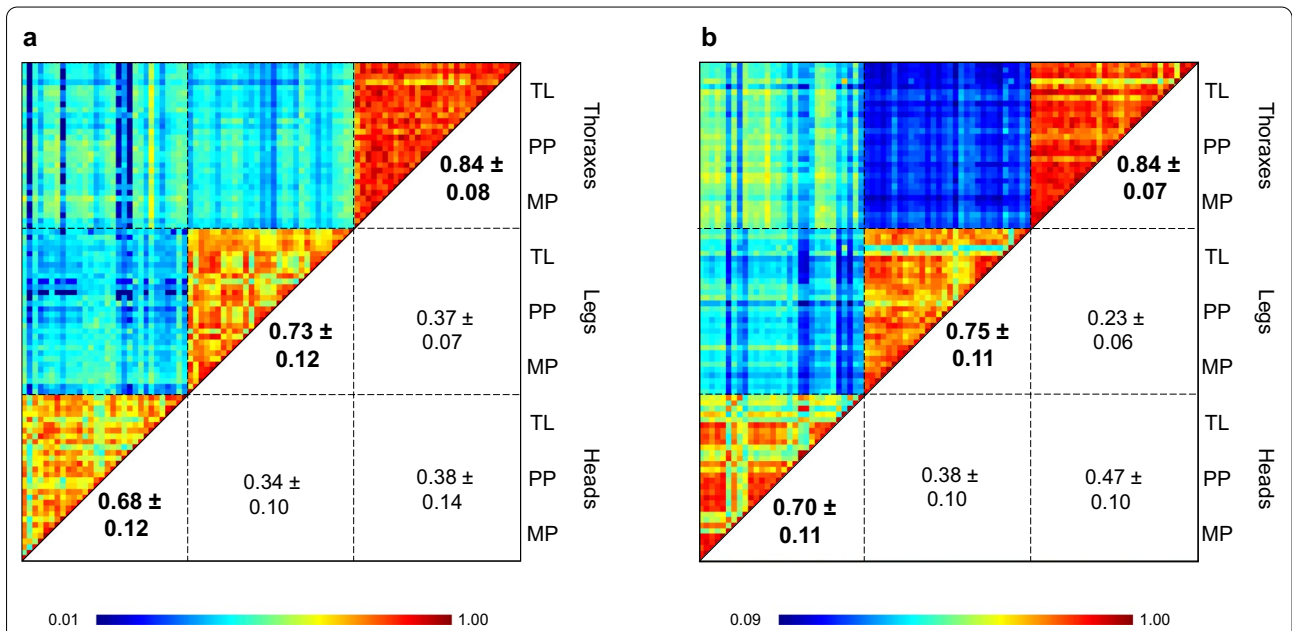 a
TL
PP
MP
Thoraxes
0.84 ±
0.08
TL
PP
MP
Legs
0.73 ±
0.12
0.37 ±
0.07
TL
PP
MP
Heads
0.68 ±
0.12
0.34 ±
0.10
0.38 ±
0.14
0.01
1.00
b
TL
PP
MP
Thoraxes
0.84 ±
0.07
TL
PP
MP
Legs
0.75 ±
0.11
0.23 ±
0.06
TL
PP
MP
Heads
0.70 ±
0.11
0.38 ±
0.10
0.47 ±
0.10
0.09
1.00